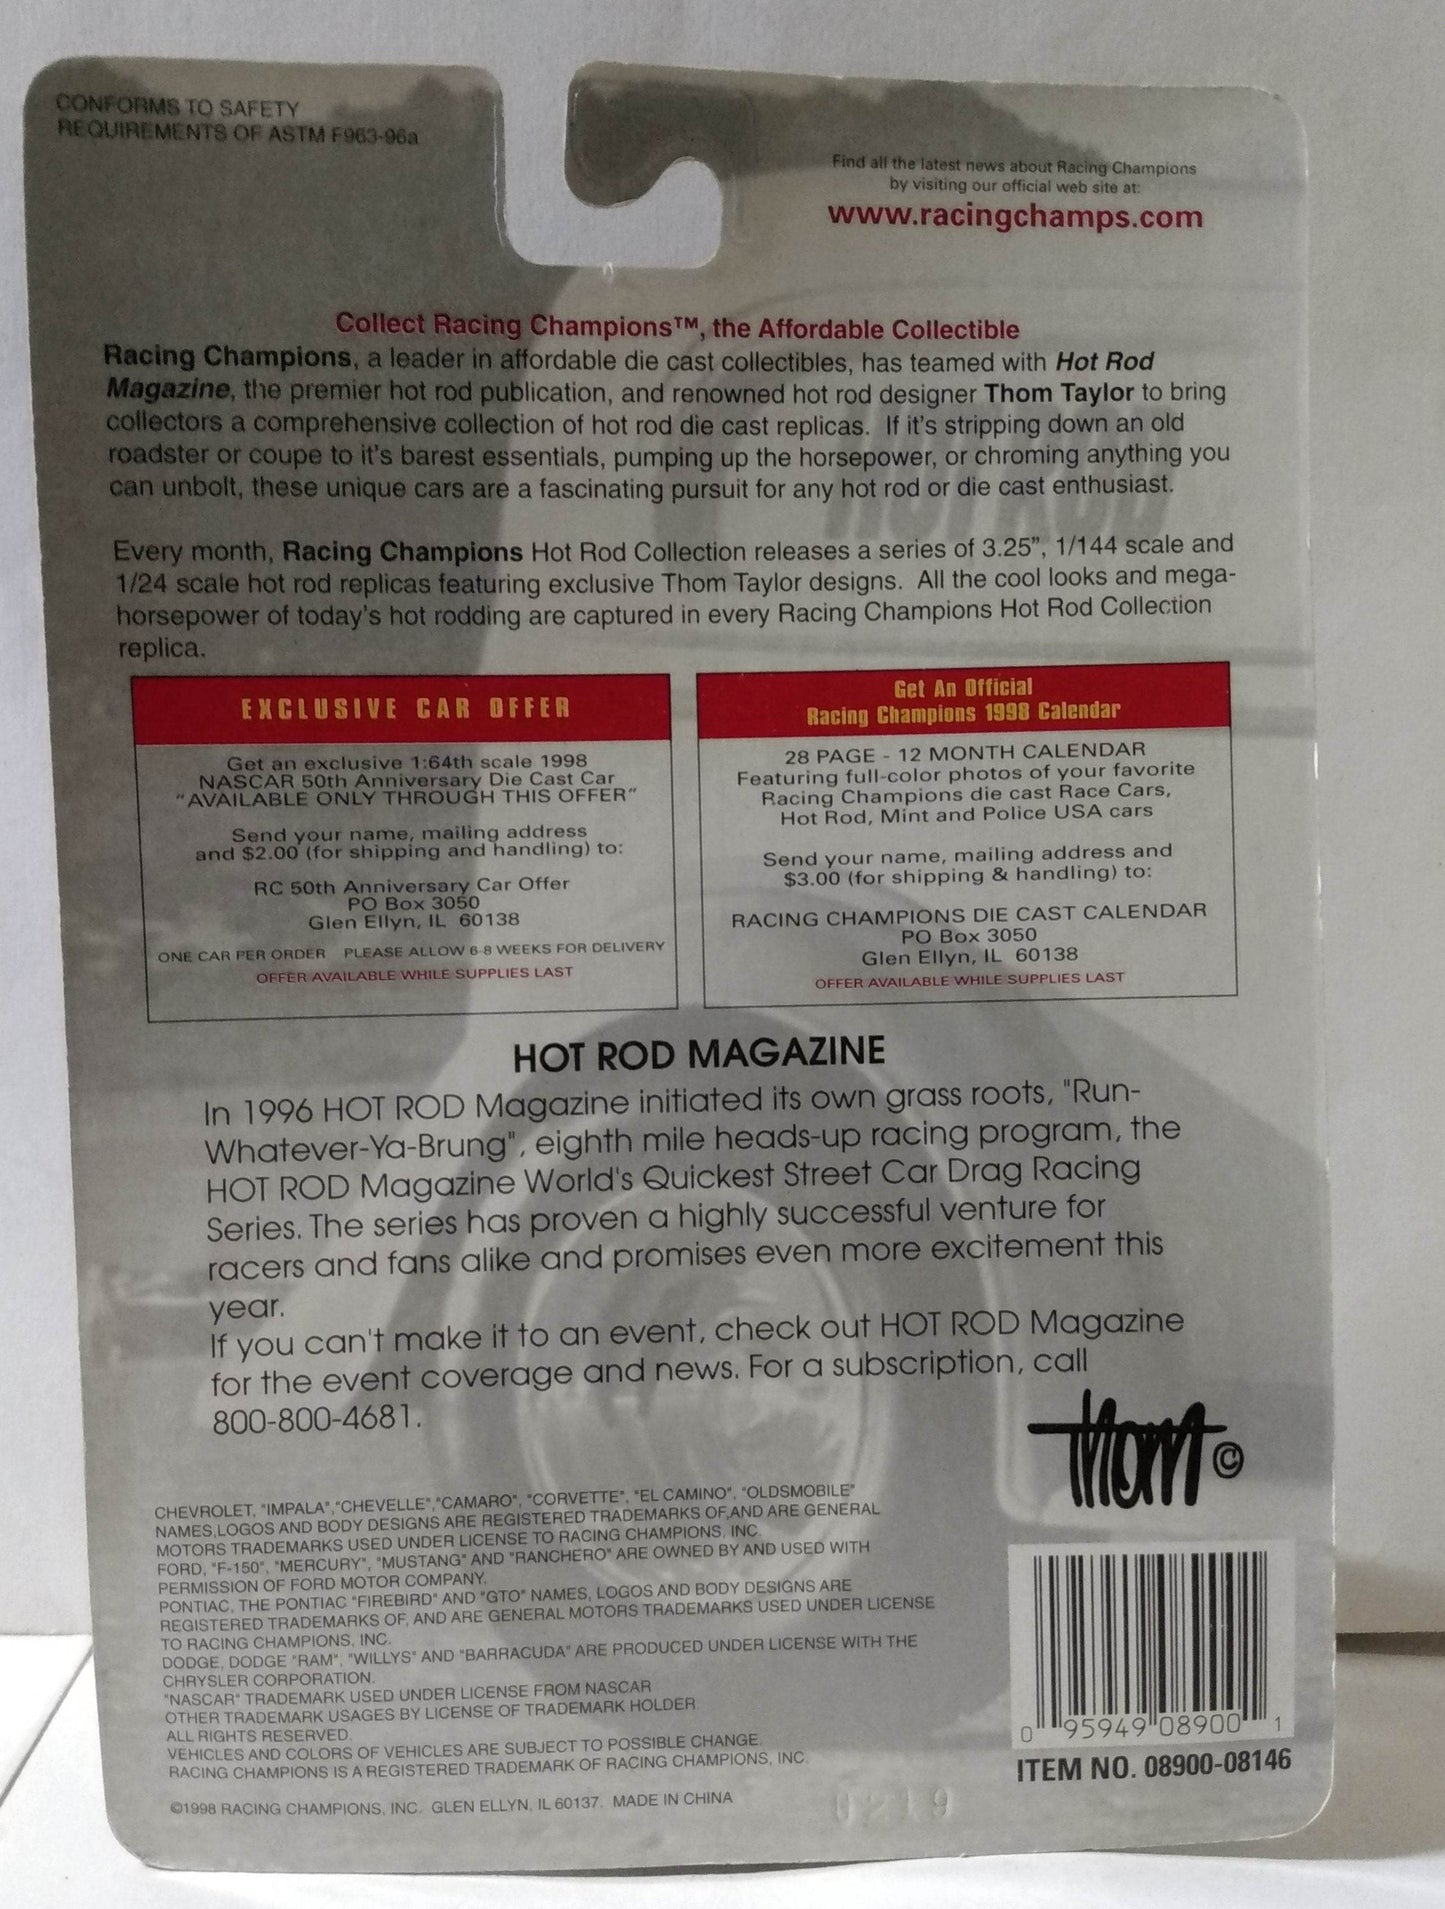 CONFORMS TO SAFETY
REQUIREMENTS OF ASTM F963-96a
Find all the latest news about Racing Champions
by visiting our official web site at:
www.racingchamps.com
Collect Racing Champions™, the Affordable Collectible
Racing Champions, a leader in affordable die cast collectibles, has teamed with Hot Rod
Magazine, the premier hot rod publication, and renowned hot rod designer Thom Taylor to bring
collectors a comprehensive collection of hot rod die cast replicas. If it's stripping down an old
roadster or coupe to it's barest essentials, pumping up the horsepower, or chroming anything you
can unbolt, these unique cars are a fascinating pursuit for any hot rod or die cast enthusiast.
HOT ROD
Every month, Racing Champions Hot Rod Collection releases a series of 3.25", 1/144 scale and
1/24 scale hot rod replicas featuring exclusive Thom Taylor designs. All the cool looks and mega-
horsepower of today's hot rodding are captured in every Racing Champions Hot Rod Collection
replica.
EXCLUSIVE CAR OFFER
Get an exclusive 1:64th scale 1998
NASCAR 50th Anniversary Die Cast Car
"AVAILABLE ONLY THROUGH THIS OFFER"
Send your name, mailing address
and $2.00 (for shipping and handling) to:
RC 50th Anniversary Car Offer
PO Box 3050
Glen Ellyn, IL 60138
ONE CAR PER ORDER PLEASE ALLOW 6-8 WEEKS FOR DELIVERY
OFFER AVAILABLE WHILE SUPPLIES LAST
Get An Official
Racing Champions 1998 Calendar
28 PAGE - 12 MONTH CALENDAR
Featuring full-color photos of your favorite
Racing Champions die cast Race Cars,
Hot Rod, Mint and Police USA cars
Send your name, mailing address and
$3.00 (for shipping & handling) to:
RACING CHAMPIONS DIE CAST CALENDAR
PO Box 3050
Glen Ellyn, IL 60138
OFFER AVAILABLE WHILE SUPPLIES LAST
HOT ROD MAGAZINE
In 1996 HOT ROD Magazine initiated its own grass roots, "Run-
Whatever-Ya-Brung", eighth mile heads-up racing program, the
HOT ROD Magazine World's Quickest Street Car Drag Racing
Series. The series has proven a highly successful venture for
racers and fans alike and promises even more excitement this
year.
If you can't make it to an event, check out HOT ROD Magazine
for the event coverage and news. For a subscription, call
800-800-4681.
Thom ©
CHEVROLET, "IMPALA","CHEVELLE","CAMARO", "CORVETTE", "EL CAMINO", "OLDSMOBILE"
NAMES,LOGOS AND BODY DESIGNS ARE REGISTERED TRADEMARKS OF,AND ARE GENERAL
MOTORS TRADEMARKS USED UNDER LICENSE TO RACING CHAMPIONS, INC.
FORD, "F-150", "MERCURY", "MUSTANG" AND "RANCHERO" ARE OWNED BY AND USED WITH
PERMISSION OF FORD MOTOR COMPANY.
PONTIAC, THE PONTIAC "FIREBIRD" AND "GTO" NAMES, LOGOS AND BODY DESIGNS ARE
REGISTERED TRADEMARKS OF, AND ARE GENERAL MOTORS TRADEMARKS USED UNDER LICENSE
TO RACING CHAMPIONS, INC.
DODGE, DODGE "RAM", "WILLYS" AND "BARRACUDA" ARE PRODUCED UNDER LICENSE WITH THE
CHRYSLER CORPORATION.
"NASCAR" TRADEMARK USED UNDER LICENSE FROM NASCAR
OTHER TRADEMARK USAGES BY LICENSE OF TRADEMARK HOLDER.
ALL RIGHTS RESERVED.
VEHICLES AND COLORS OF VEHICLES ARE SUBJECT TO POSSIBLE CHANGE.
RACING CHAMPIONS IS A REGISTERED TRADEMARK OF RACING CHAMPIONS, INC.
©1998 RACING CHAMPIONS, INC. GLEN ELLYN, IL 60137. MADE IN CHINA
0 95949 08900 1
ITEM NO. 08900-08146